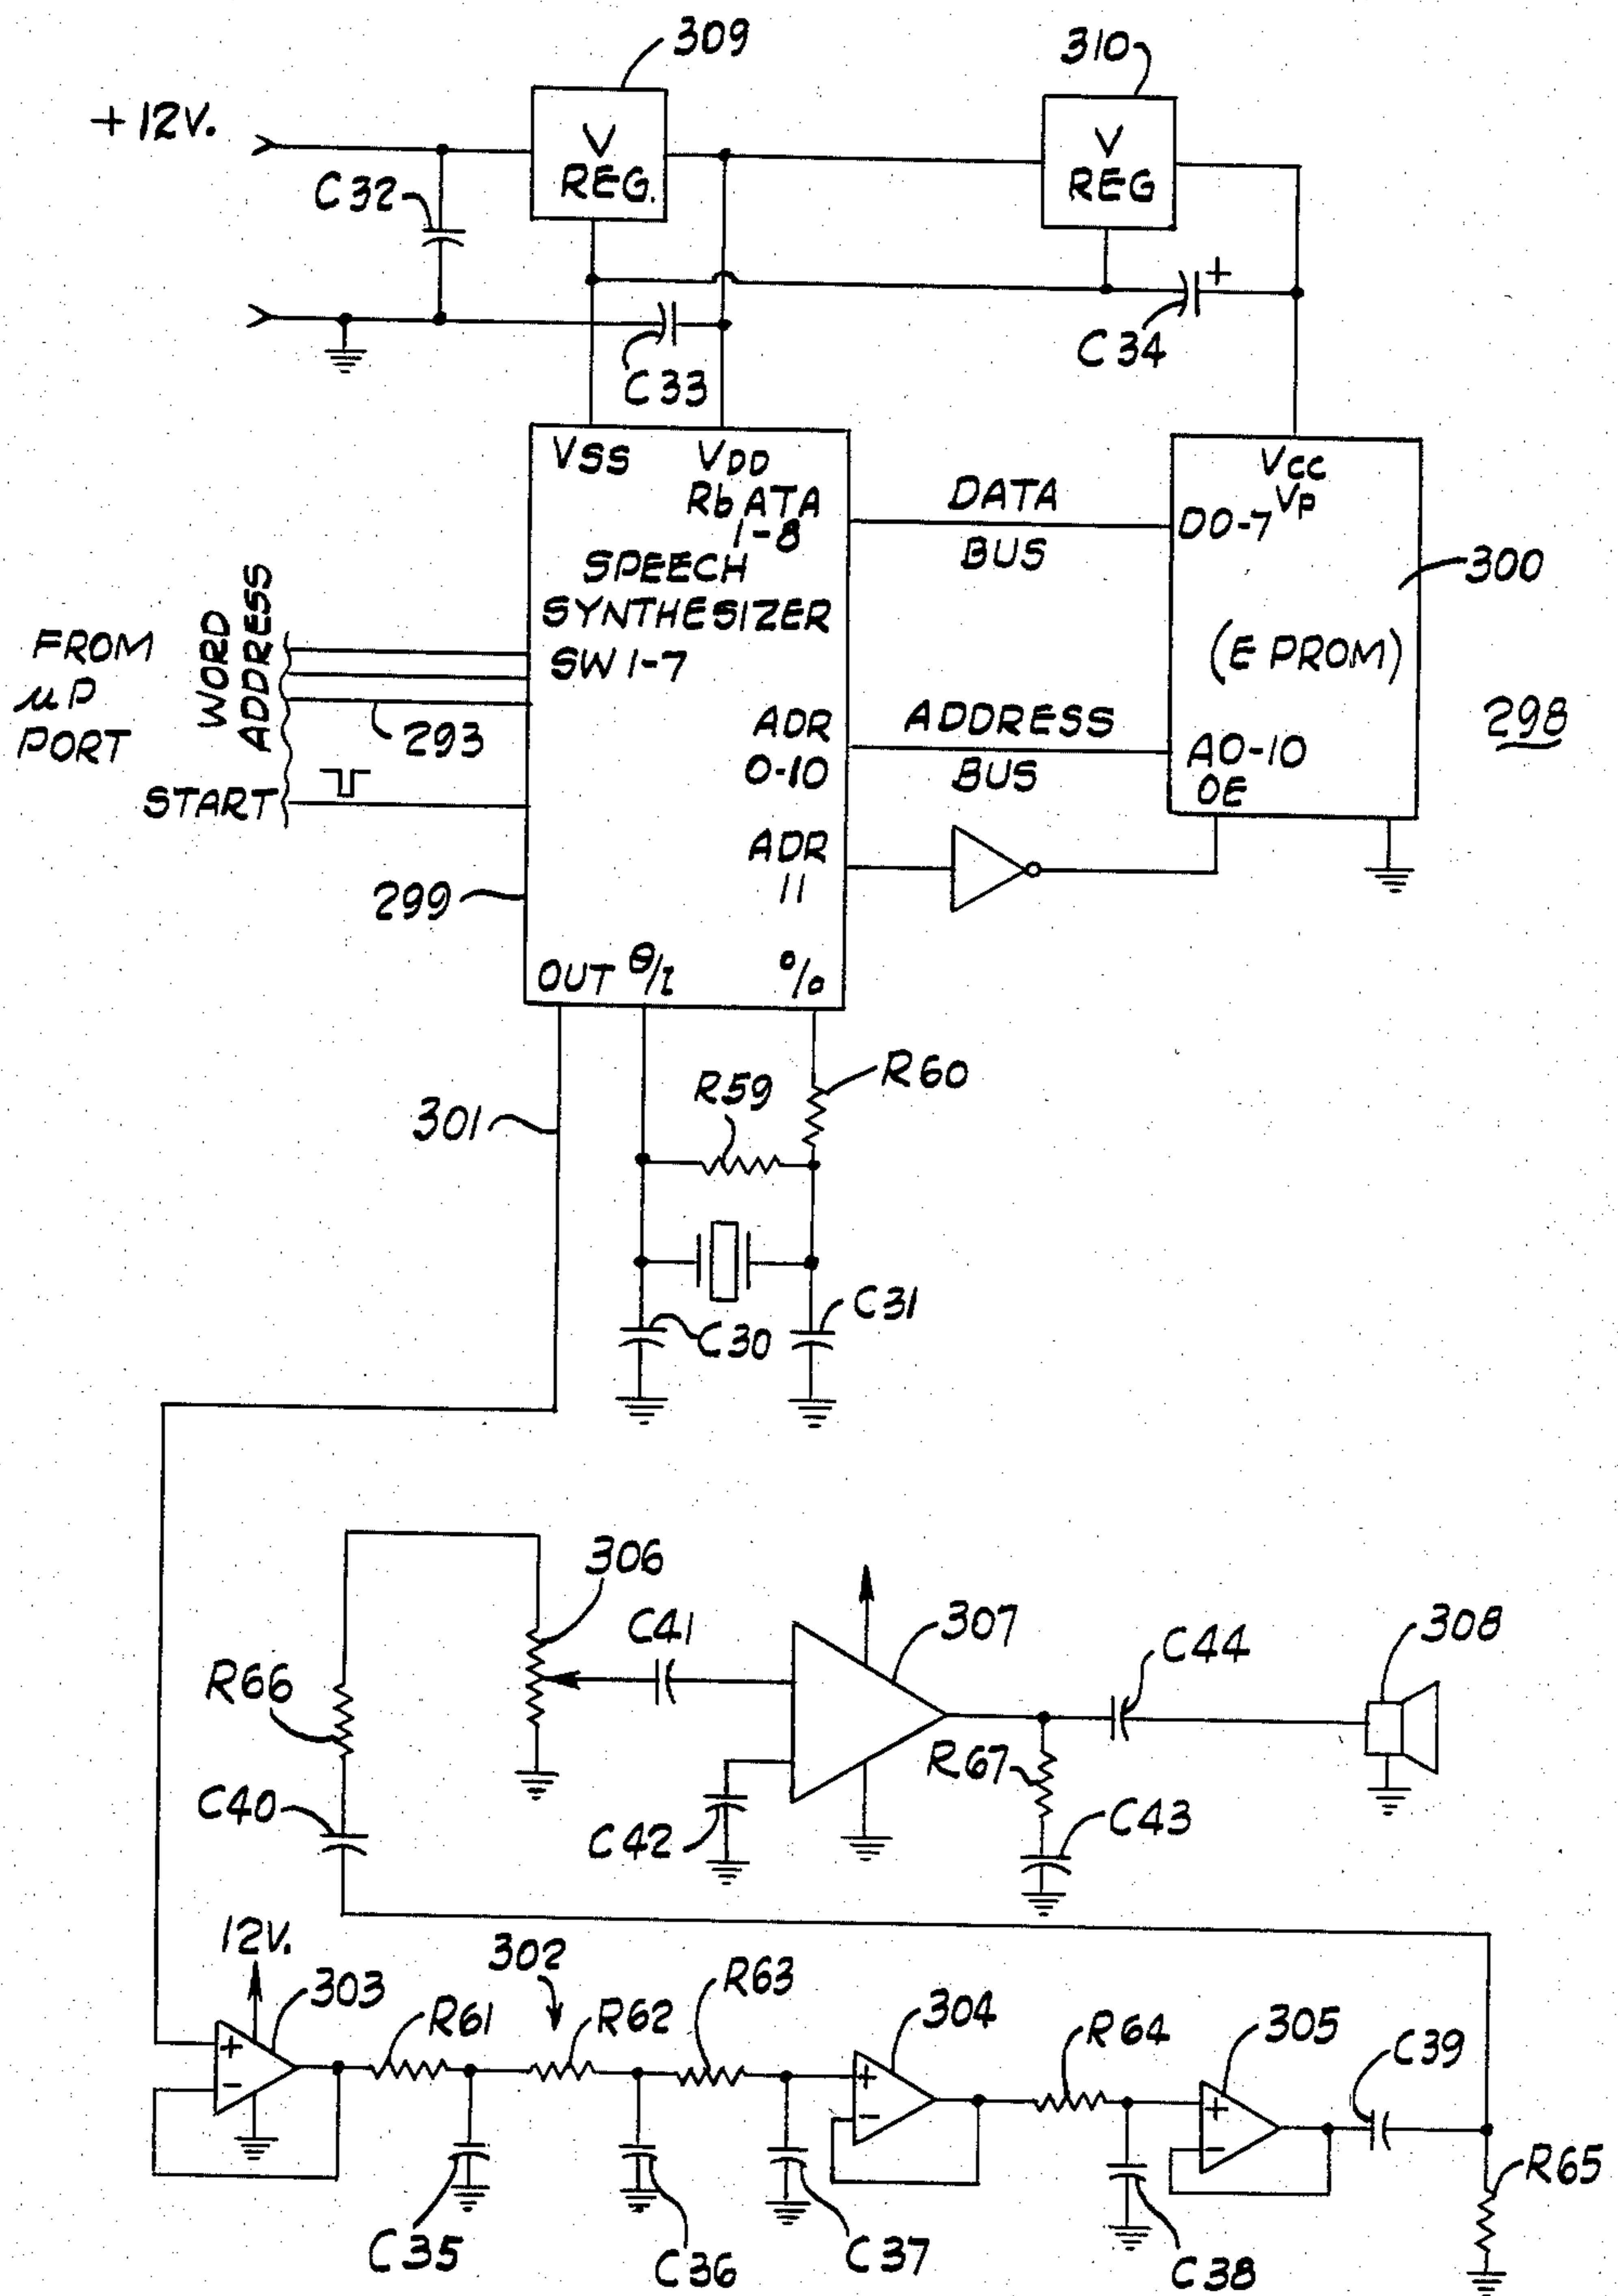 309
310
+12V.
V
REG.
V
REG
C32
C33
C34
VSS
VDD
RbATA
1-8
SPEECH
SYNTHESIZER
SW 1-7
ADR
0-10
ADR
11
OUT
θ/I
o/o
DATA
BUS
ADDRESS
BUS
VCC
VP
D0-7
(E PROM)
A0-10
OE
300
298
FROM
μP
PORT
WORD
ADDRESS
293
START
299
301
R59
R60
C30
C31
306
C41
307
C44
308
R66
C40
C42
R67
C43
12V.
303
+
-
R61
302
R62
R63
304
+
-
R64
305
+
-
C39
R65
C35
C36
C37
C38
+